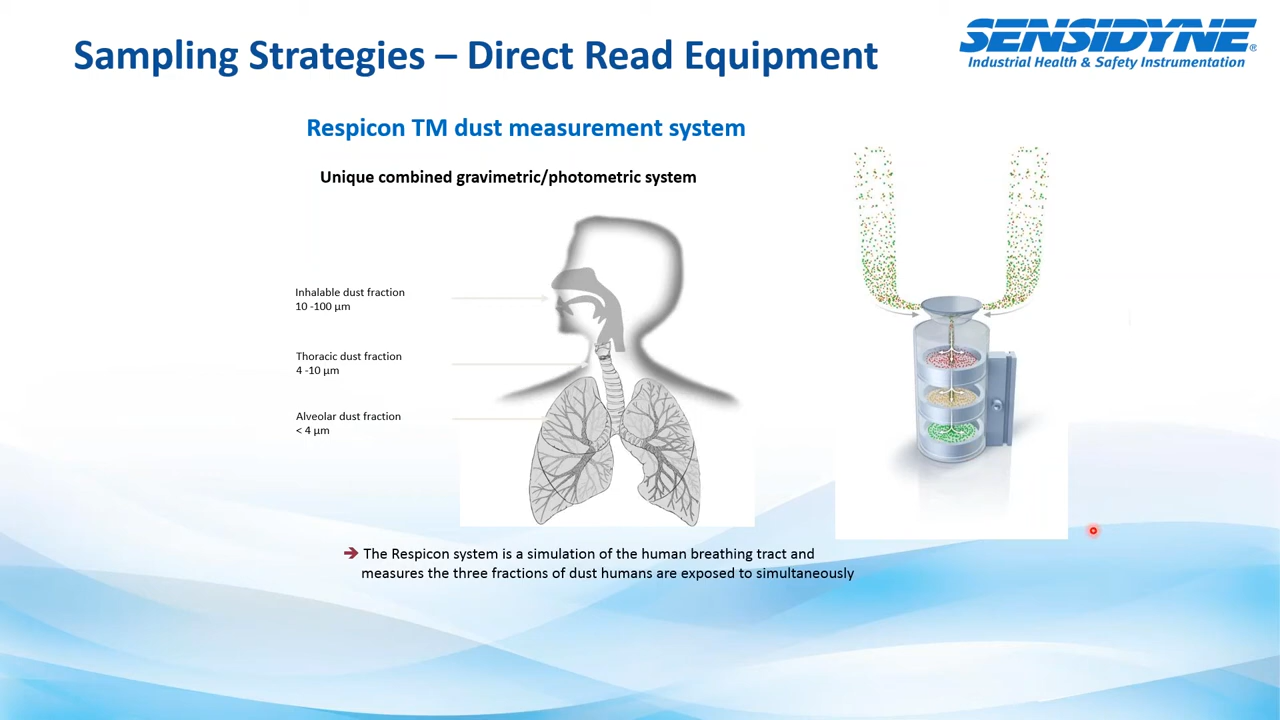 Sampling Strategies – Direct Read Equipment
SENSIDYNE®
Industrial Health & Safety Instrumentation
Respicon TM dust measurement system
Unique combined gravimetric/photometric system
Inhalable dust fraction
10 -100 µm
Thoracic dust fraction
4 -10 µm
Alveolar dust fraction
< 4 µm
The Respicon system is a simulation of the human breathing tract and
measures the three fractions of dust humans are exposed to simultaneously